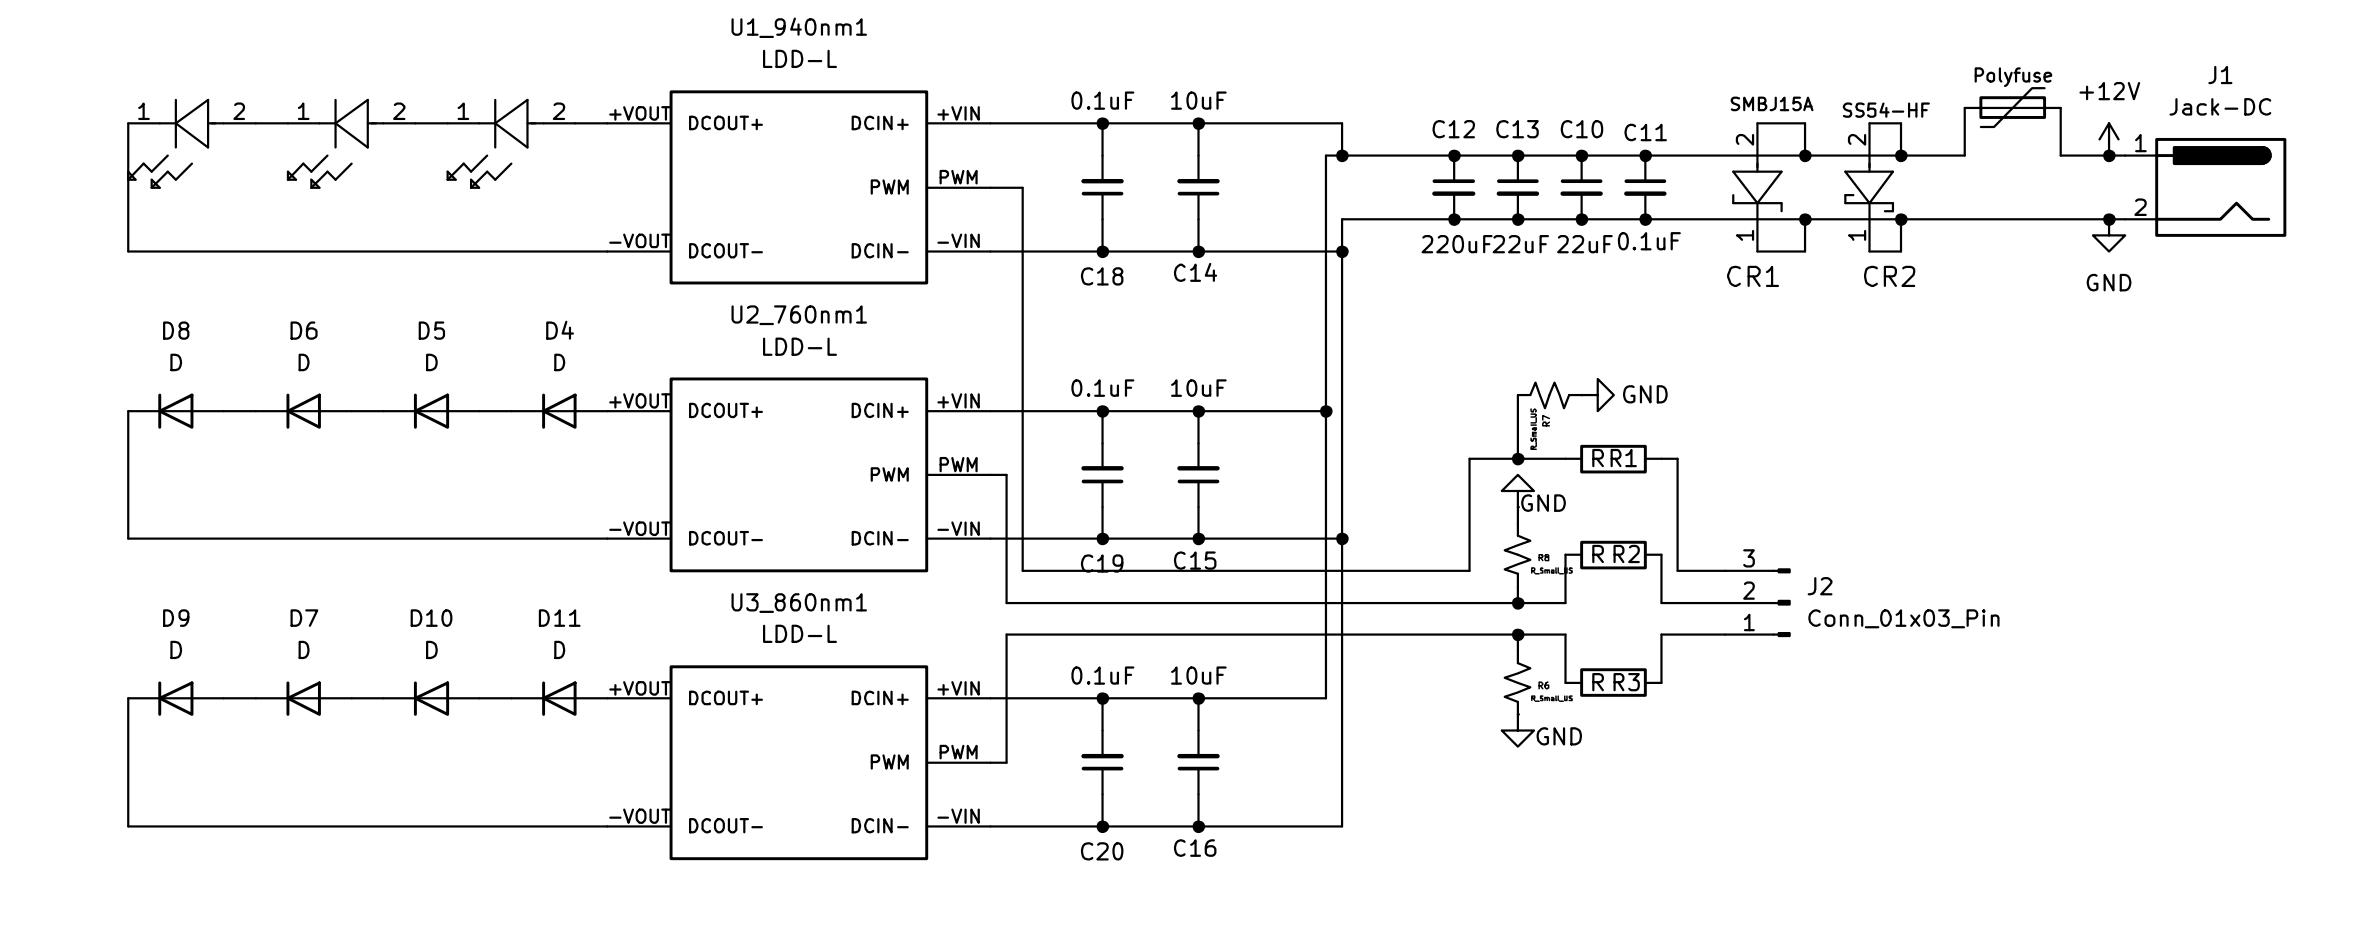 U1_940nm1
LDD-L
1 2 1 2 1 2
+VOUT
DCOUT+ DCIN+
+VIN
PWM
PWM
-VOUT
DCOUT- DCIN-
-VIN
0.1uF 10uF
C18 C14
C12 C13 C10 C11
220uF 22uF 22uF 0.1uF
SMBJ15A
2
1
CR1
SS54-HF
2
1
CR2
Polyfuse
+12V
J1
Jack-DC
1
2
GND
D8 D6 D5 D4
D D D D
U2_760nm1
LDD-L
+VOUT
DCOUT+ DCIN+
+VIN
PWM
PWM
-VOUT
DCOUT- DCIN-
-VIN
0.1uF 10uF
C19 C15
R_Small_US
R7
GND
R R1
GND
R8
R_Small_US
R R2
3
2
1
J2
Conn_01x03_Pin
D9 D7 D10 D11
D D D D
U3_860nm1
LDD-L
+VOUT
DCOUT+ DCIN+
+VIN
PWM
PWM
-VOUT
DCOUT- DCIN-
-VIN
0.1uF 10uF
C20 C16
R6
R_Small_US
R R3
GND